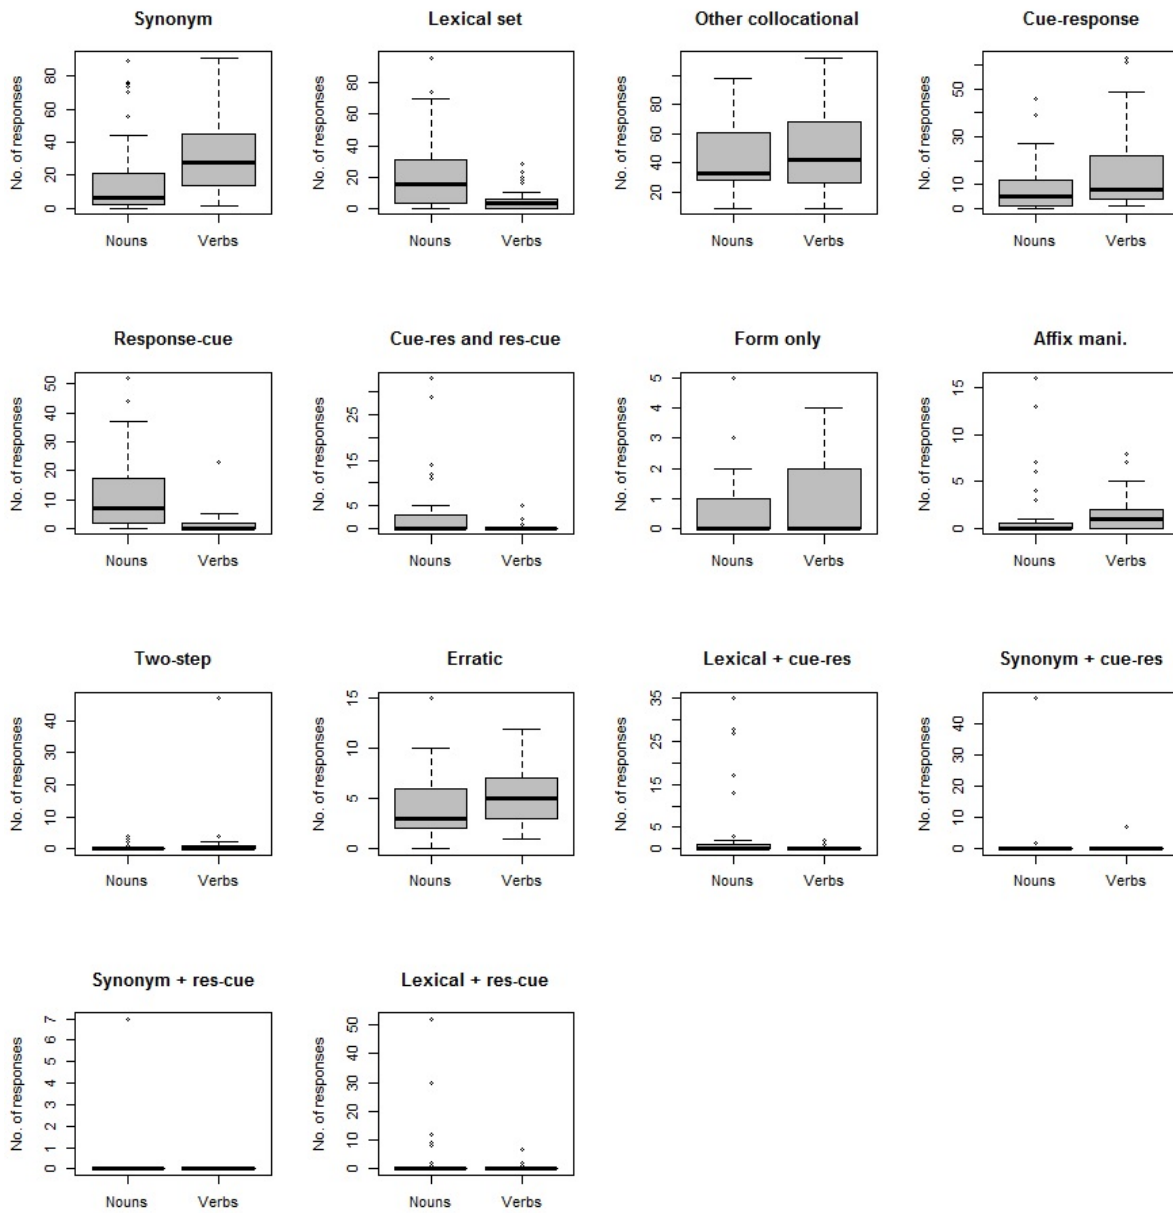 Synonym
Lexical set
Other collocational
Cue-response
No. of responses
0 20 40 60 80
Nouns Verbs
No. of responses
0 20 40 60 80
Nouns Verbs
No. of responses
20 40 60 80
Nouns Verbs
No. of responses
0 10 30 50
Nouns Verbs
Response-cue
Cue-res and res-cue
Form only
Affix mani.
No. of responses
0 10 20 30 40 50
Nouns Verbs
No. of responses
0 5 15 25
Nouns Verbs
No. of responses
0 1 2 3 4 5
Nouns Verbs
No. of responses
0 5 10 15
Nouns Verbs
Two-step
Erratic
Lexical + cue-res
Synonym + cue-res
No. of responses
0 10 20 30 40
Nouns Verbs
No. of responses
0 5 10 15
Nouns Verbs
No. of responses
0 5 15 25 35
Nouns Verbs
No. of responses
0 10 20 30 40
Nouns Verbs
Synonym + res-cue
Lexical + res-cue
No. of responses
0 1 2 3 4 5 6 7
Nouns Verbs
No. of responses
0 10 20 30 40 50
Nouns Verbs